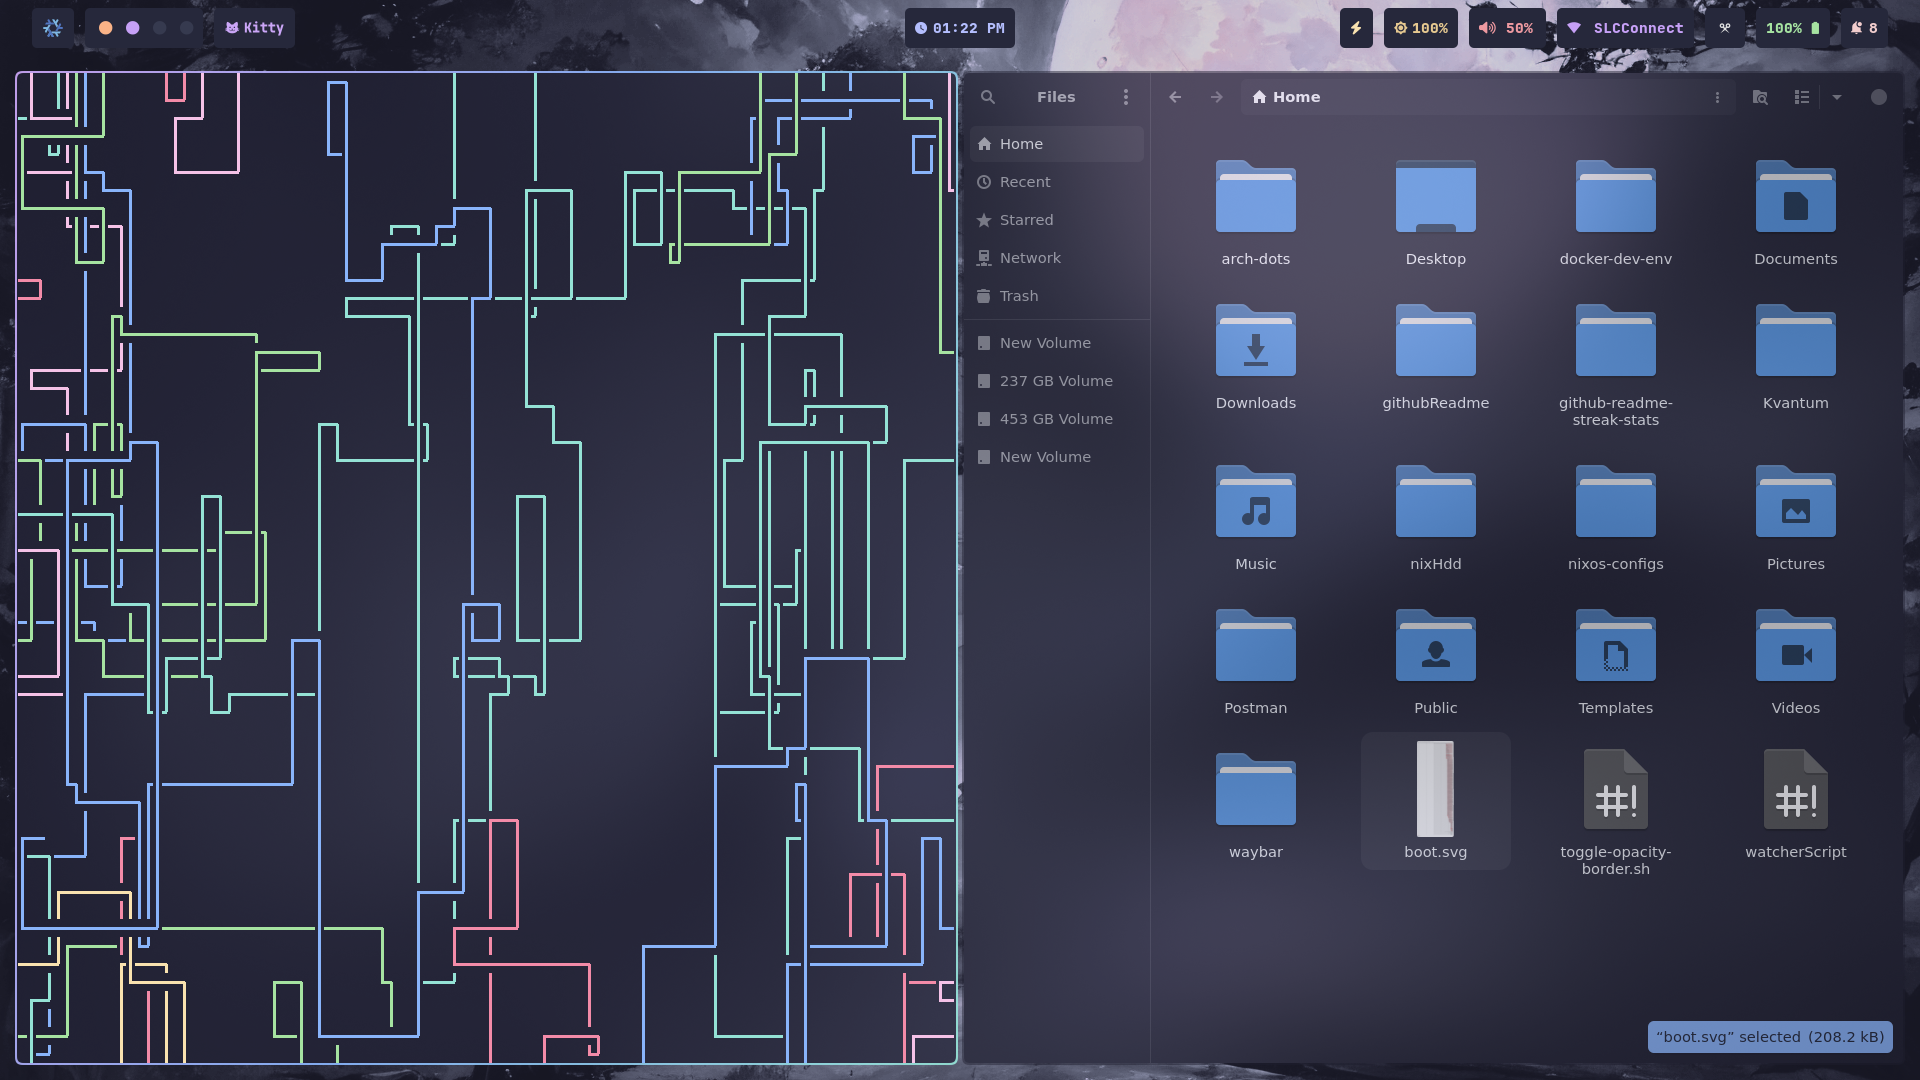 Kitty
01:22 PM
100%
50%
SLCConnect
100%
8
Files
Home
Home
Recent
Starred
Network
Trash
New Volume
237 GB Volume
453 GB Volume
New Volume
arch-dots
Desktop
docker-dev-env
Documents
Downloads
githubReadme
github-readme-
streak-stats
Kvantum
Music
nixHdd
nixos-configs
Pictures
Postman
Public
Templates
Videos
waybar
boot.svg
toggle-opacity-
border.sh
watcherScript
“boot.svg” selected (208.2 kB)